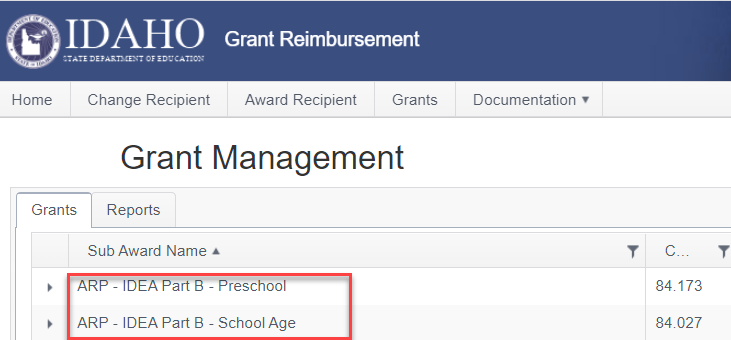 IDAHO
STATE DEPARTMENT OF EDUCATION
Grant Reimbursement
Home Change Recipient Award Recipient Grants Documentation
Grant Management
Grants Reports
Sub Award Name C...
ARP - IDEA Part B - Preschool 84.173
ARP - IDEA Part B - School Age 84.027